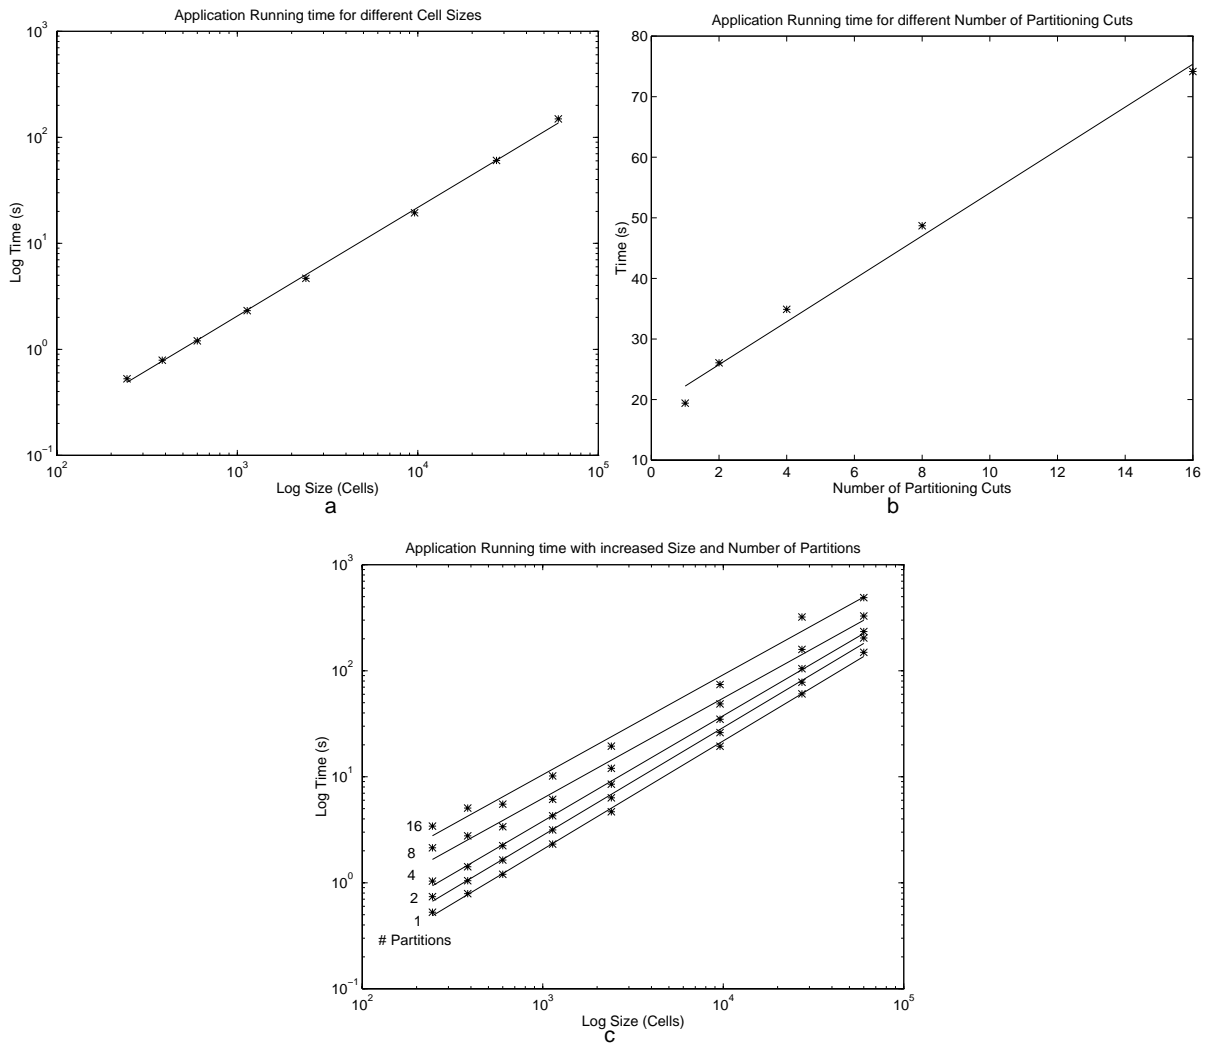 Application Running time for different Cell Sizes
10^3
10^2
10^1
10^0
10^−1
Log Time (s)
10^2 10^3 10^4 10^5
Log Size (Cells)
a
Application Running time for different Number of Partitioning Cuts
80
70
60
50
40
30
20
10
Time (s)
0 2 4 6 8 10 12 14 16
Number of Partitioning Cuts
b
Application Running time with increased Size and Number of Partitions
10^3
10^2
10^1
10^0
10^−1
Log Time (s)
16
8
4
2
1
# Partitions
10^2 10^3 10^4 10^5
Log Size (Cells)
c